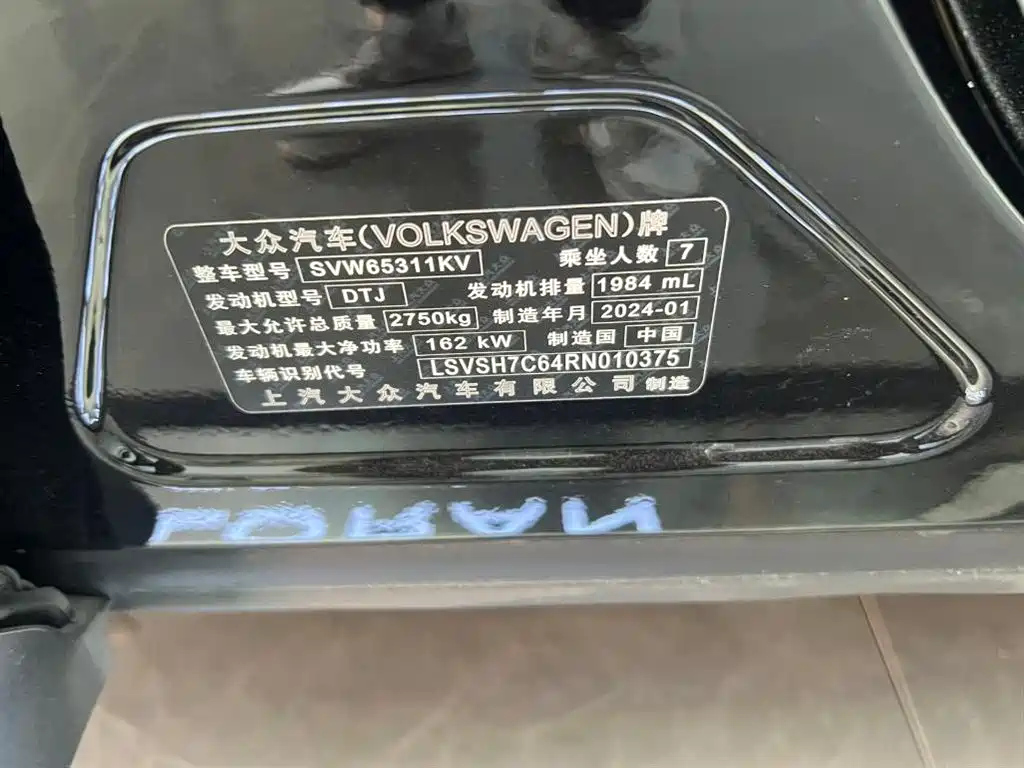 大众汽车(VOLKSWAGEN)牌
整车型号 SVW65311KV 乘坐人数 7
发动机型号 DTJ 发动机排量 1984 mL
最大允许总质量 2750kg 制造年月 2024-01
发动机最大净功率 162 kW 制造国 中国
车辆识别代号 LSVSH7C64RN010375
上汽大众汽车有限公司 制造